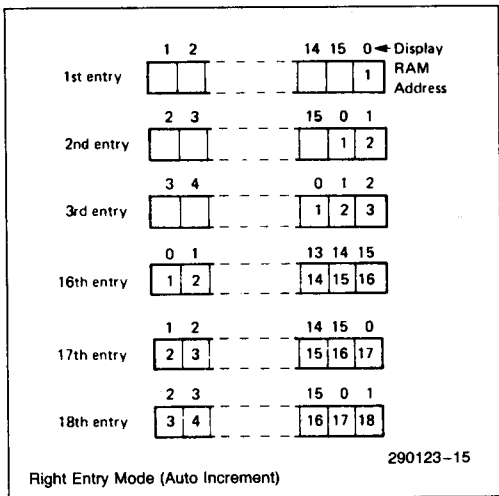 1 2 14 15 0 Display
RAM
Address
1st entry 1
2 3 15 0 1
2nd entry 1 2
3 4 0 1 2
3rd entry 1 2 3
0 1 13 14 15
16th entry 1 2 14 15 16
1 2 14 15 0
17th entry 2 3 15 16 17
2 3 15 0 1
18th entry 3 4 16 17 18
290123-15
Right Entry Mode (Auto Increment)